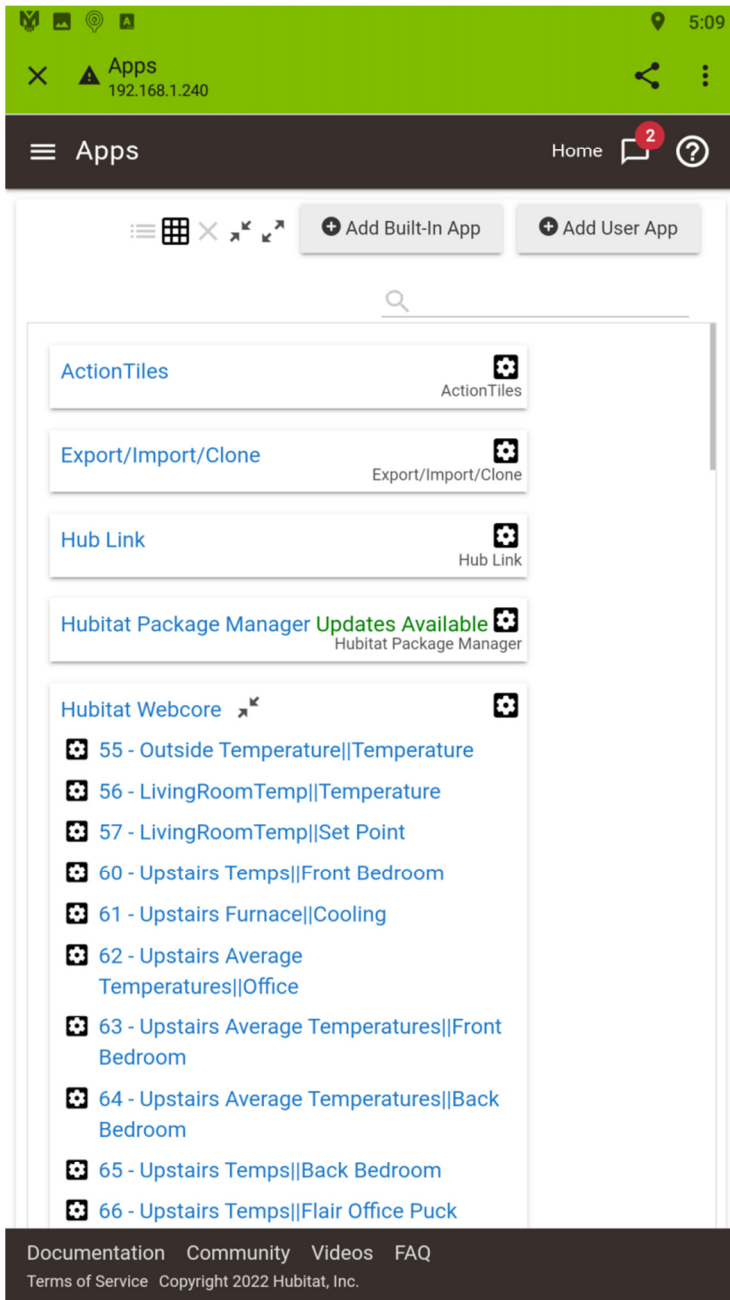 5:09
Apps
192.168.1.240
Apps
Home
2
Add Built-In App
Add User App
ActionTiles
ActionTiles
Export/Import/Clone
Export/Import/Clone
Hub Link
Hub Link
Hubitat Package Manager Updates Available
Hubitat Package Manager
Hubitat Webcore
55 - Outside Temperature||Temperature
56 - LivingRoomTemp||Temperature
57 - LivingRoomTemp||Set Point
60 - Upstairs Temps||Front Bedroom
61 - Upstairs Furnace||Cooling
62 - Upstairs Average
Temperatures||Office
63 - Upstairs Average Temperatures||Front
Bedroom
64 - Upstairs Average Temperatures||Back
Bedroom
65 - Upstairs Temps||Back Bedroom
66 - Upstairs Temps||Flair Office Puck
Documentation Community Videos FAQ
Terms of Service Copyright 2022 Hubitat, Inc.